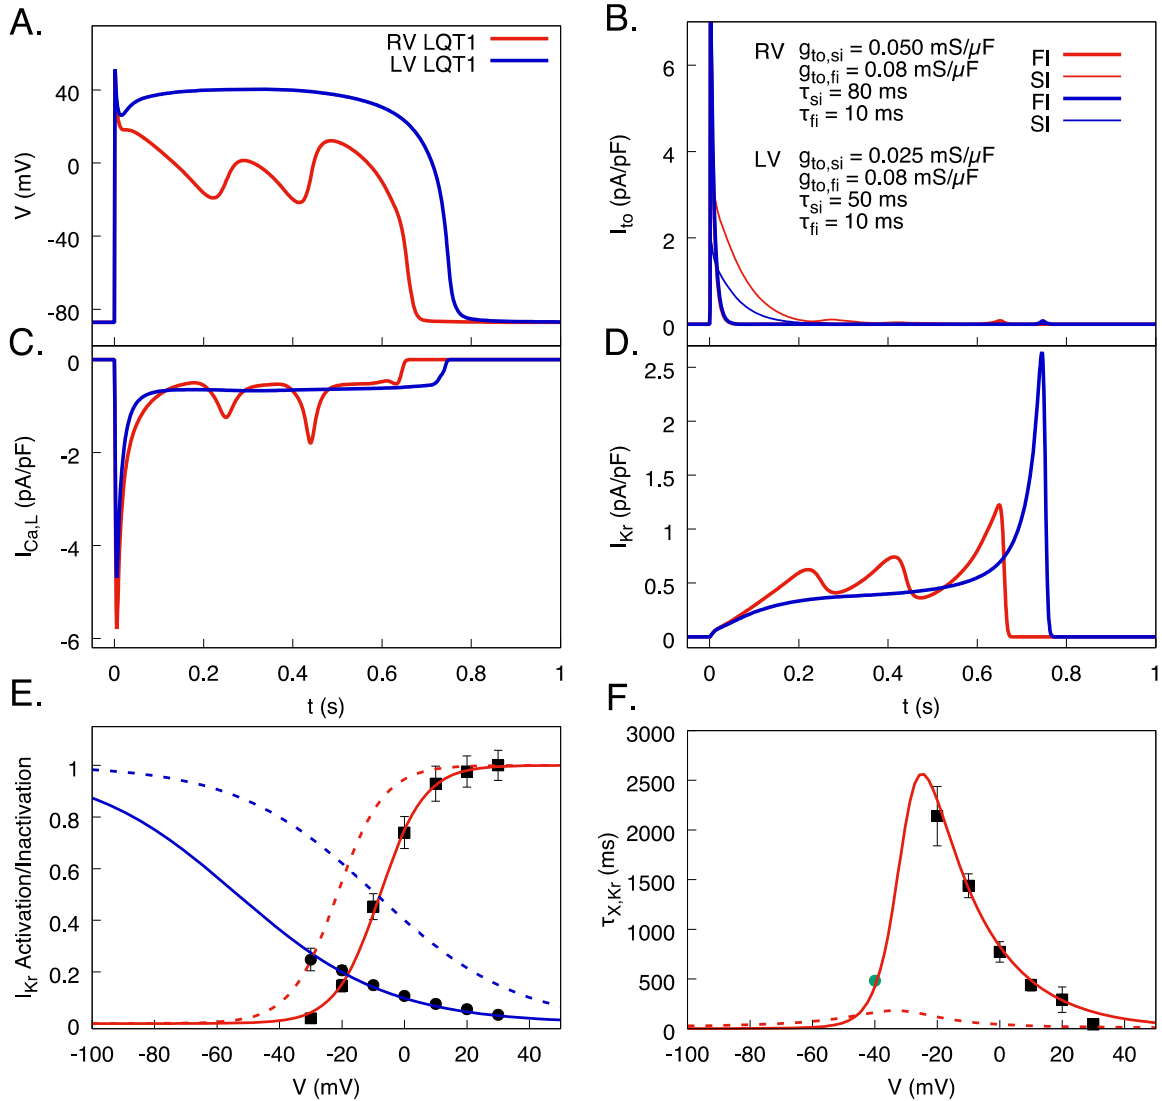 A.
RV LQT1
LV LQT1
40
0
-40
-80
V (mV)
B.
RV
g_to,si = 0.050 mS/µF
g_to,fi = 0.08 mS/µF
τ_si = 80 ms
τ_fi = 10 ms
LV
g_to,si = 0.025 mS/µF
g_to,fi = 0.08 mS/µF
τ_si = 50 ms
τ_fi = 10 ms
FI
SI
FI
SI
6
4
2
0
I_to (pA/pF)
C.
0
-2
-4
-6
I_Ca,L (pA/pF)
0
0.2
0.4
0.6
0.8
1
t (s)
D.
2.5
2
1.5
1
0.5
0
I_Kr (pA/pF)
0
0.2
0.4
0.6
0.8
1
t (s)
E.
1
0.8
0.6
0.4
0.2
0
I_Kr Activation/Inactivation
-100
-80
-60
-40
-20
0
20
40
V (mV)
F.
3000
2500
2000
1500
1000
500
0
τ_X,Kr (ms)
-100
-80
-60
-40
-20
0
20
40
V (mV)